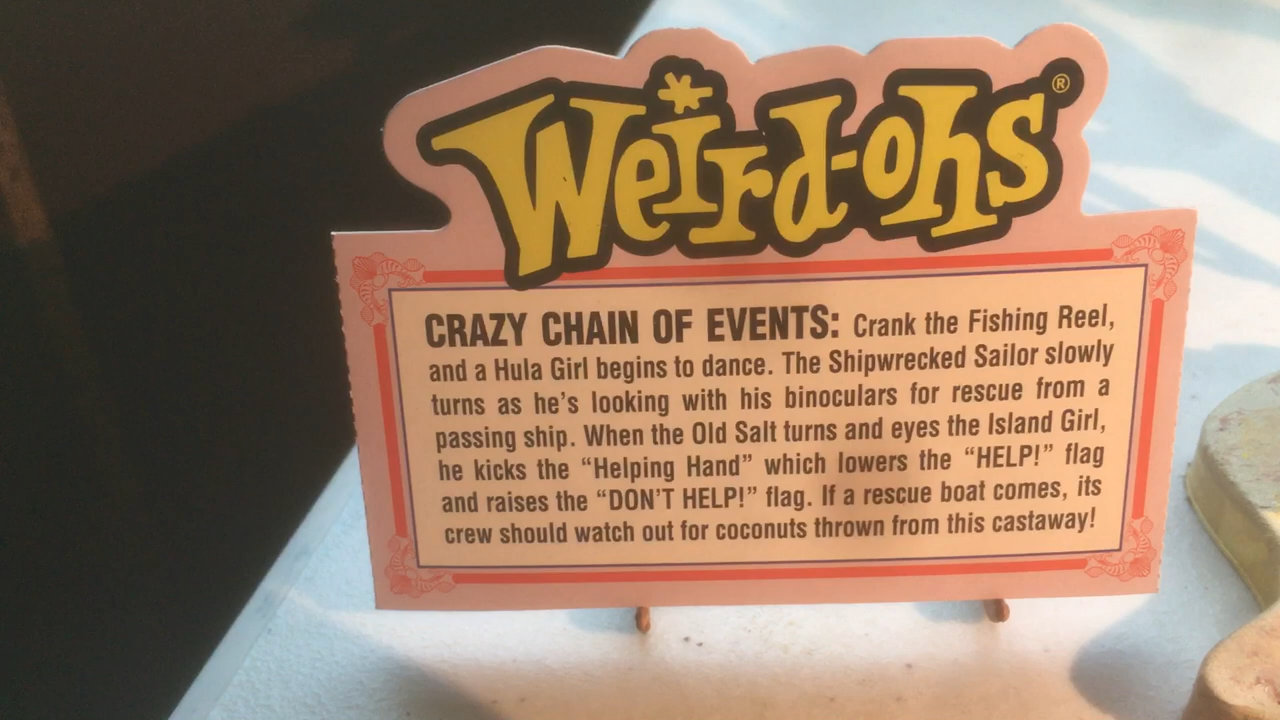 Weird-ohs®
CRAZY CHAIN OF EVENTS: Crank the Fishing Reel,
and a Hula Girl begins to dance. The Shipwrecked Sailor slowly
turns as he's looking with his binoculars for rescue from a
passing ship. When the Old Salt turns and eyes the Island Girl,
he kicks the “Helping Hand” which lowers the “HELP!” flag
and raises the “DON'T HELP!” flag. If a rescue boat comes, its
crew should watch out for coconuts thrown from this castaway!